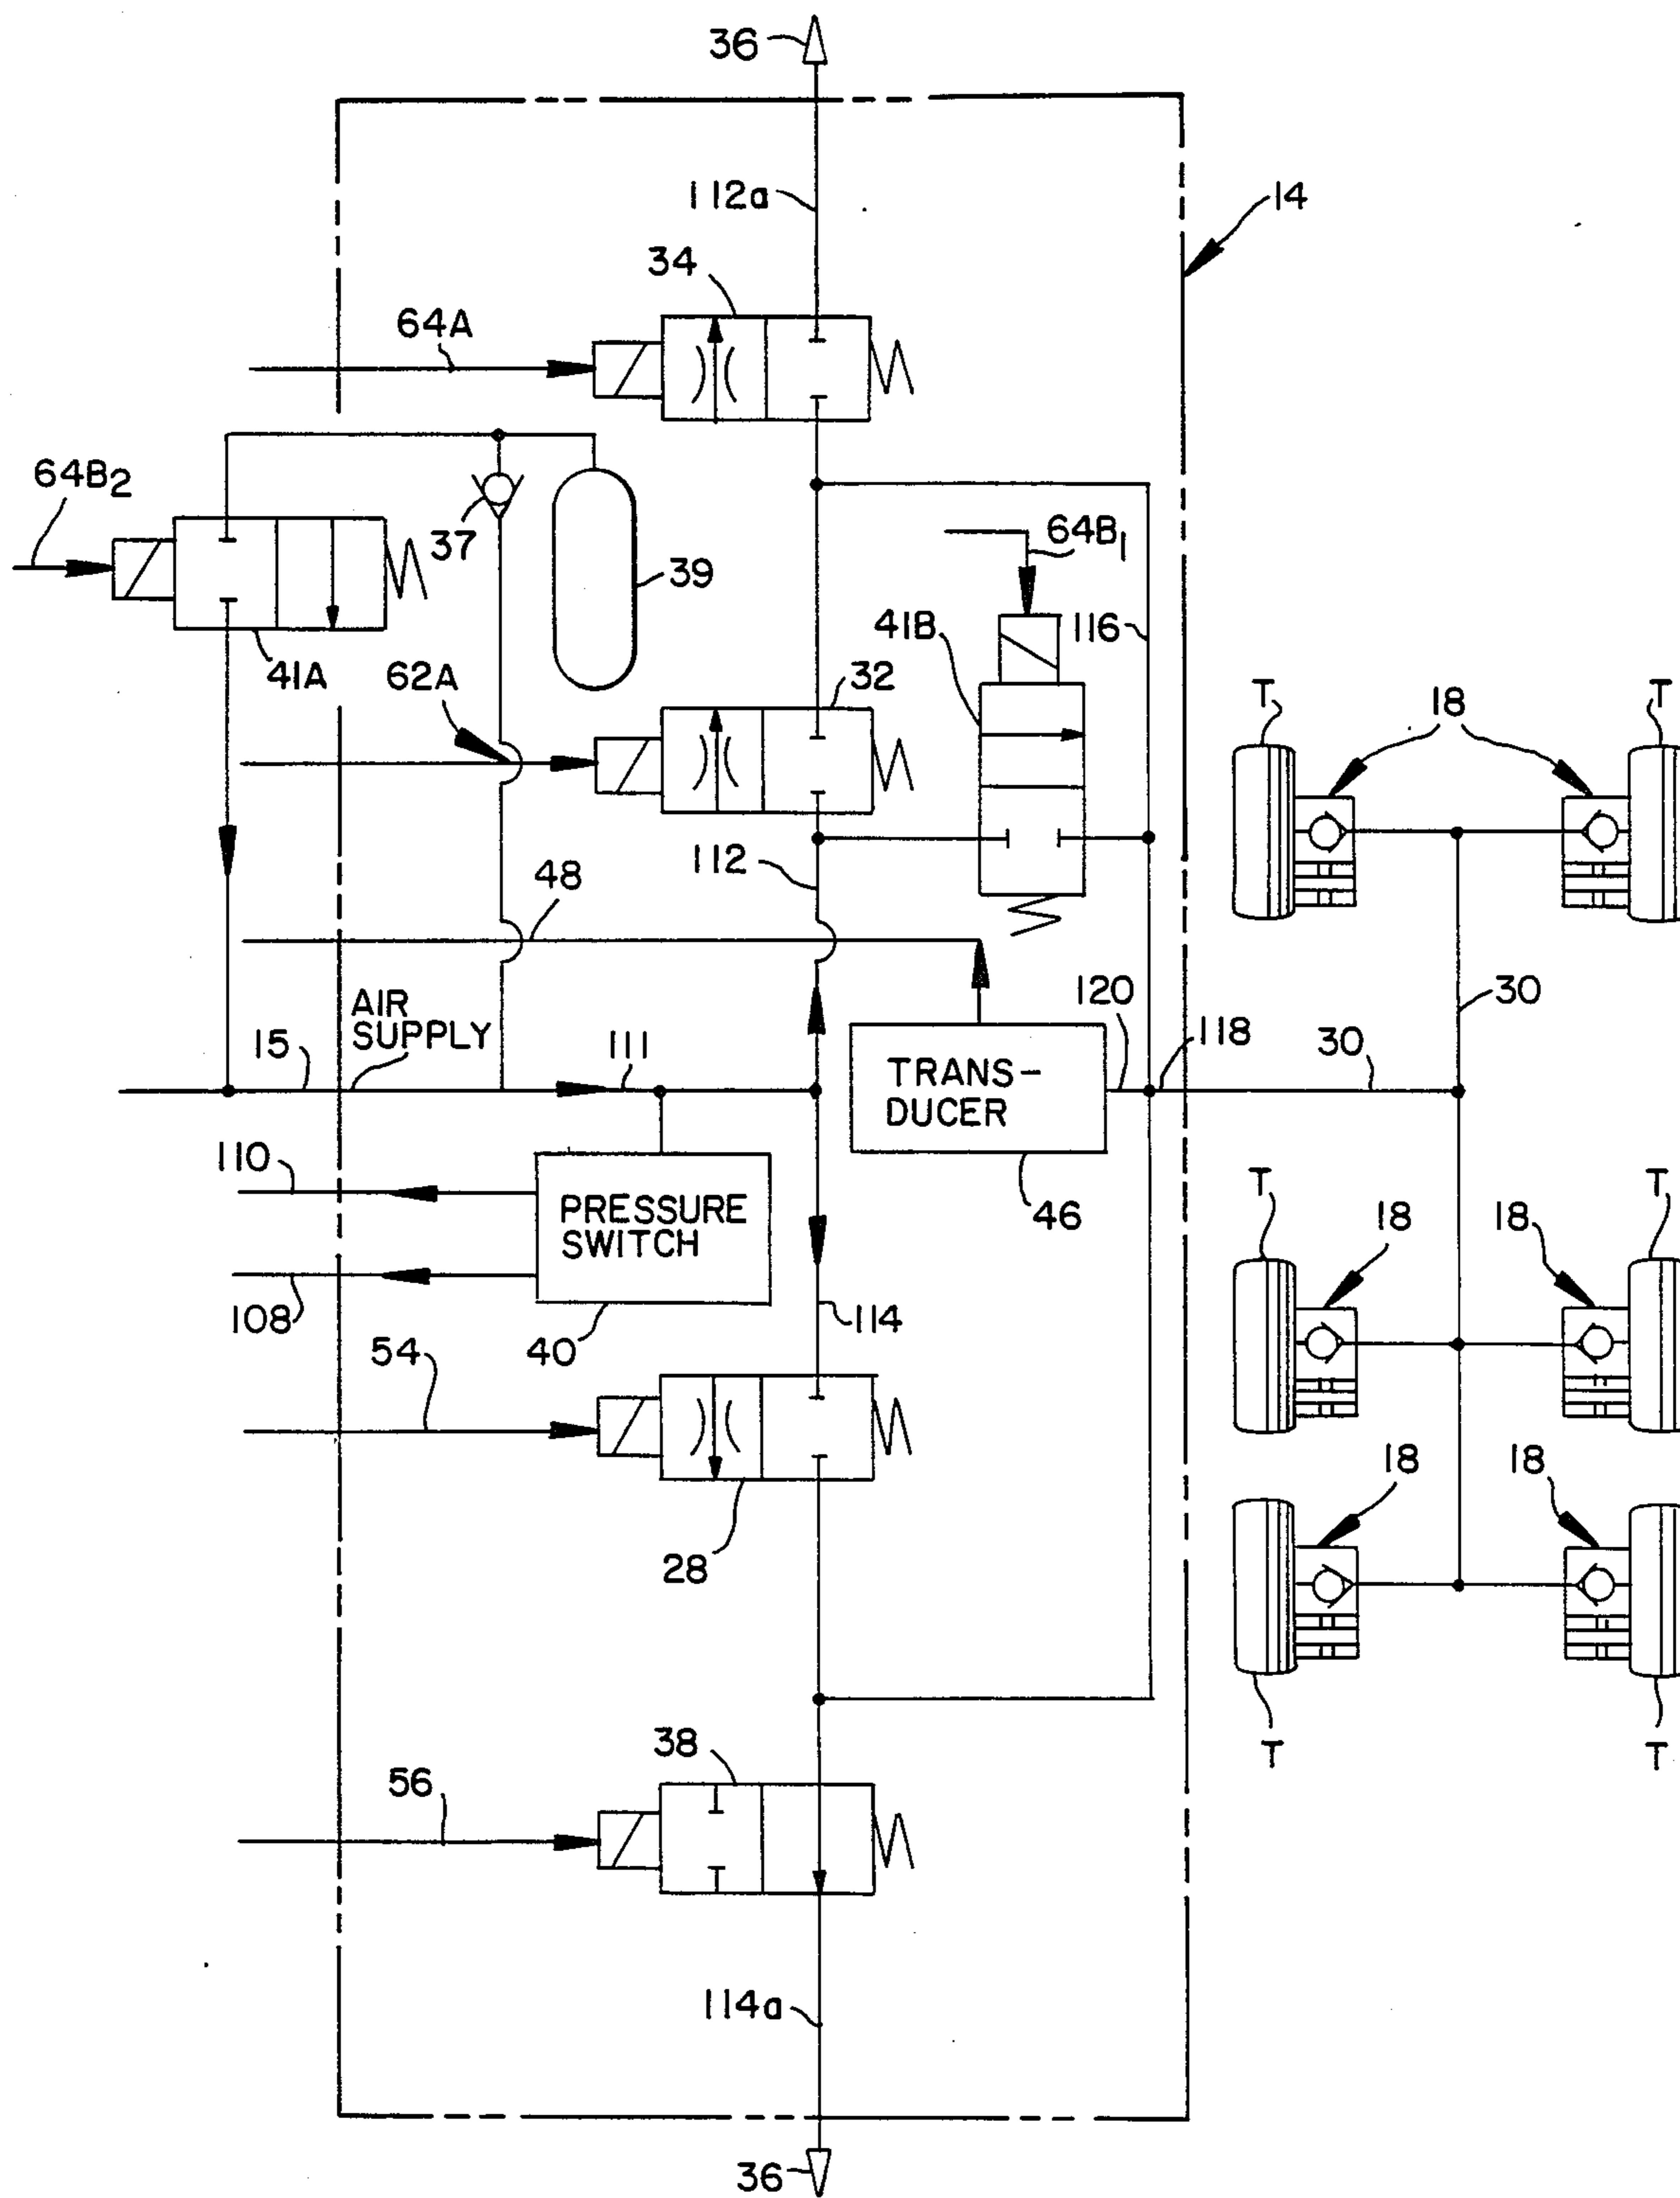 36
112a
14
34
64A
64B2
37
39
64B1
41B
116
41A
62A
32
T
18
T
112
48
30
AIR
SUPPLY
15
111
120
118
30
TRANS-
DUCER
110
T
18
18
T
PRESSURE
SWITCH
46
108
40
114
54
18
18
28
38
T
T
56
114a
36